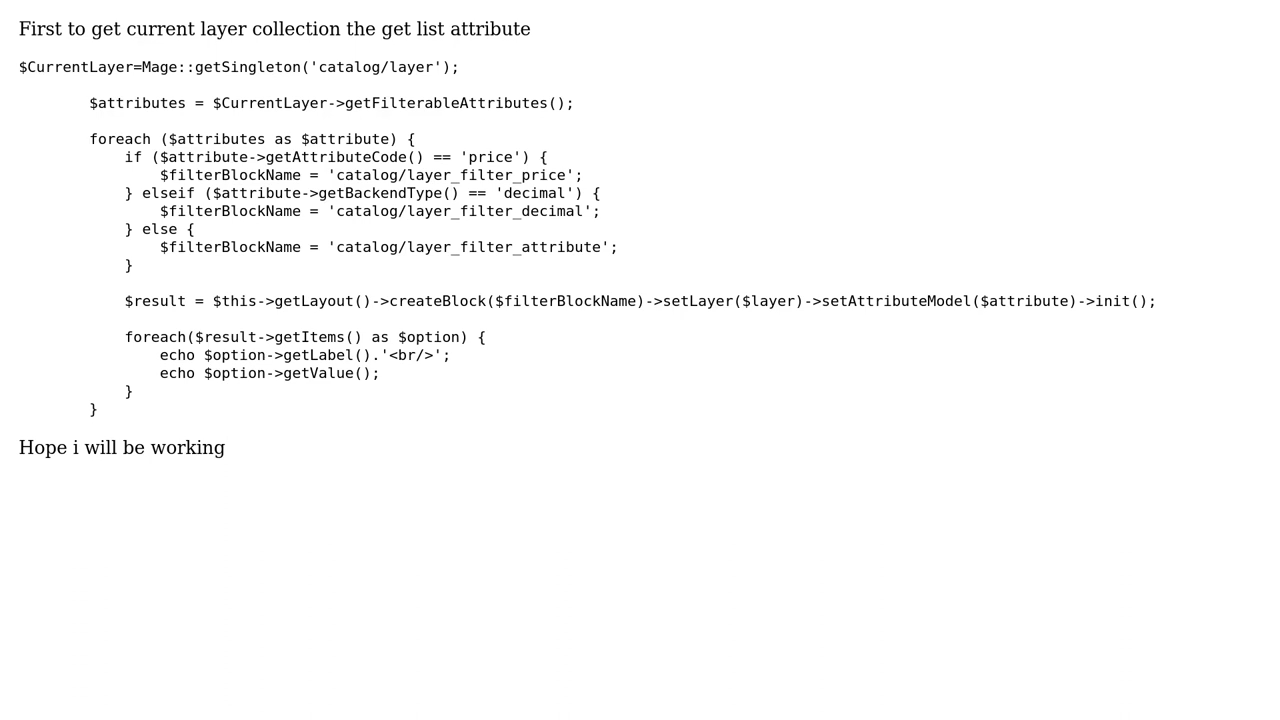 First to get current layer collection the get list attribute
$CurrentLayer=Mage::getSingleton('catalog/layer');
        $attributes = $CurrentLayer->getFilterableAttributes();
        foreach ($attributes as $attribute) {
            if ($attribute->getAttributeCode() == 'price') {
                $filterBlockName = 'catalog/layer_filter_price';
            } elseif ($attribute->getBackendType() == 'decimal') {
                $filterBlockName = 'catalog/layer_filter_decimal';
            } else {
                $filterBlockName = 'catalog/layer_filter_attribute';
            }
            $result = $this->getLayout()->createBlock($filterBlockName)->setLayer($layer)->setAttributeModel($attribute)->init();
            foreach($result->getItems() as $option) {
                echo $option->getLabel().'<br/>';
                echo $option->getValue();
            }
        }
Hope i will be working